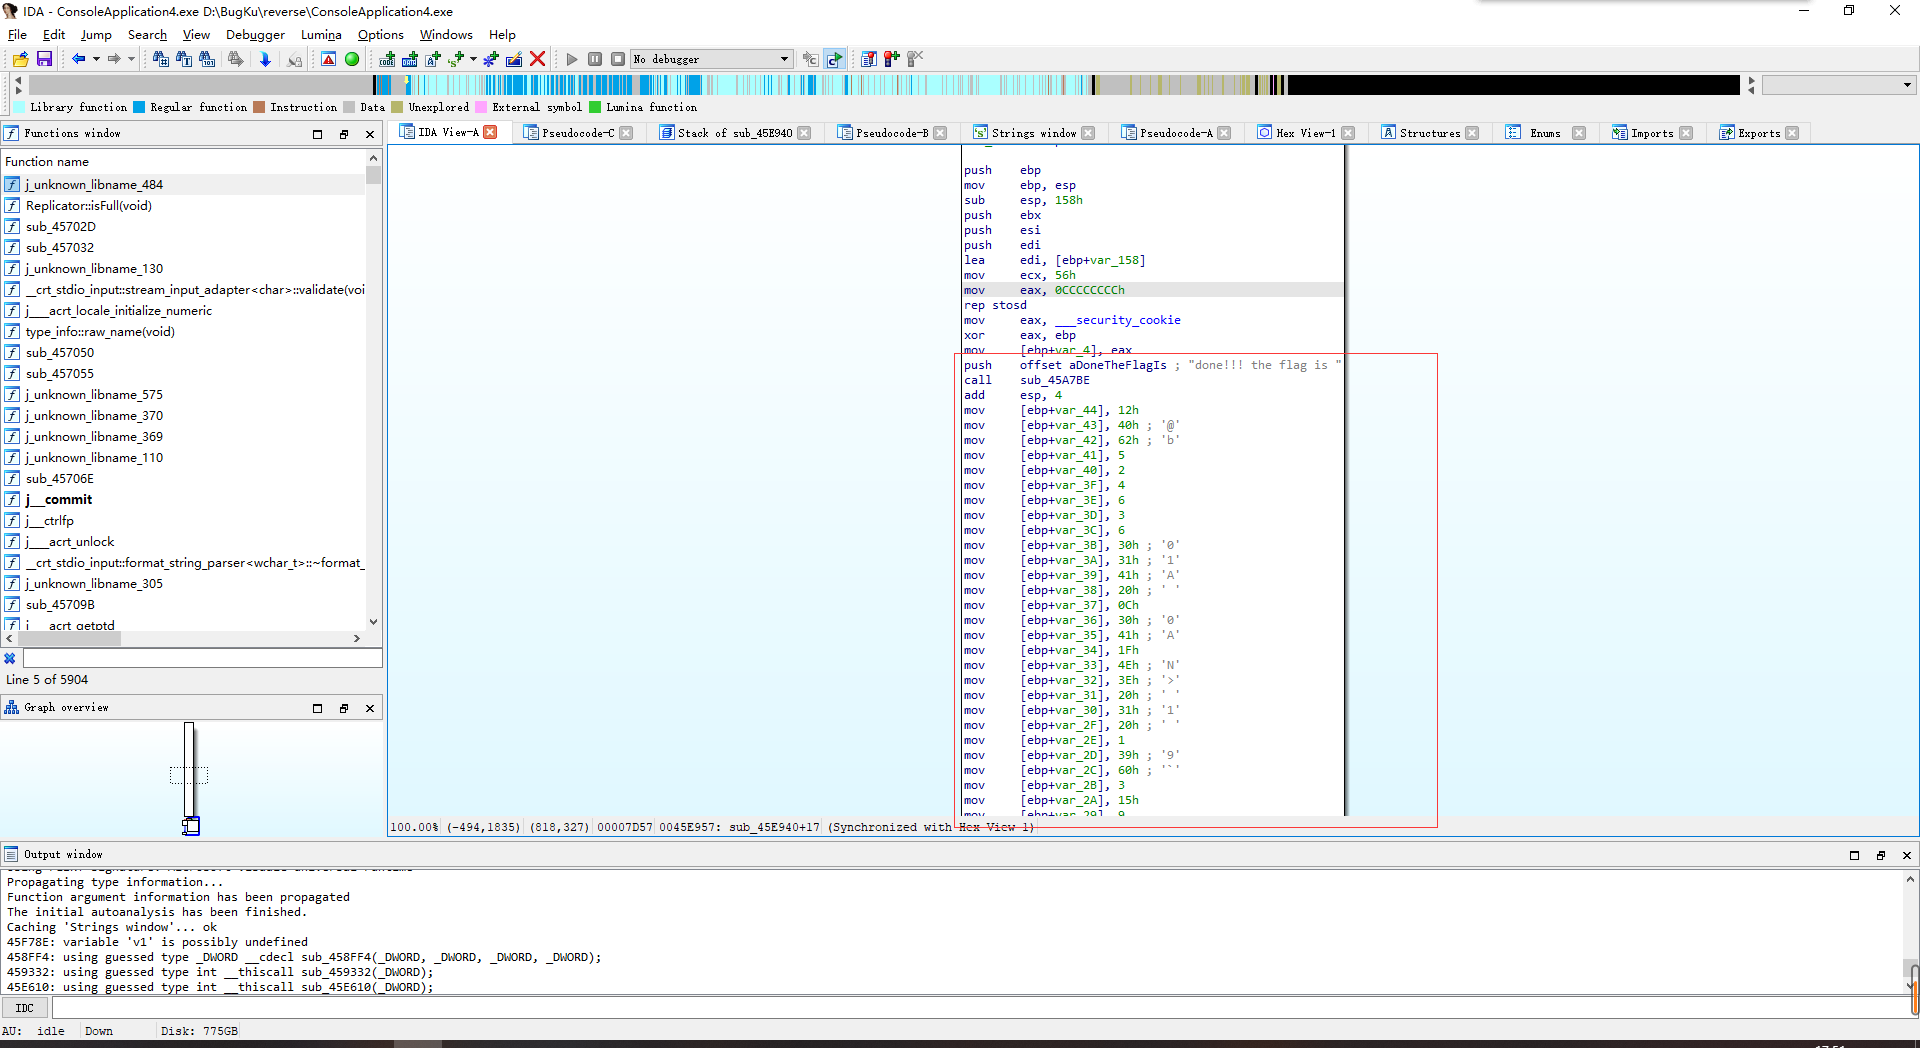 IDA - ConsoleApplication4.exe D:\BugKu\reverse\ConsoleApplication4.exe
File Edit Jump Search View Debugger Lumina Options Windows Help
No debugger
Library function Regular function Instruction Data Unexplored External symbol Lumina function
Functions window
Function name
j_unknown_libname_484
Replicator::isFull(void)
sub_45702D
sub_457032
j_unknown_libname_130
__crt_stdio_input::stream_input_adapter<char>::validate(voi
j___acrt_locale_initialize_numeric
type_info::raw_name(void)
sub_457050
sub_457055
j_unknown_libname_575
j_unknown_libname_370
j_unknown_libname_369
j_unknown_libname_110
sub_45706E
j__commit
j__ctrlfp
j___acrt_unlock
__crt_stdio_input::format_string_parser<wchar_t>::~format_
j_unknown_libname_305
sub_45709B
j___acrt_getptd
Line 5 of 5904
Graph overview
IDA View-A Pseudocode-C Stack of sub_45E940 Pseudocode-B Strings window Pseudocode-A Hex View-1 Structures Enums Imports Exports
push ebp
mov ebp, esp
sub esp, 158h
push ebx
push esi
push edi
lea edi, [ebp+var_158]
mov ecx, 56h
mov eax, 0CCCCCCCCh
rep stosd
mov eax, ___security_cookie
xor eax, ebp
mov [ebp+var_4], eax
push offset aDoneTheFlagIs ; "done!!! the flag is "
call sub_45A7BE
add esp, 4
mov [ebp+var_44], 12h
mov [ebp+var_43], 40h ; '@'
mov [ebp+var_42], 62h ; 'b'
mov [ebp+var_41], 5
mov [ebp+var_40], 2
mov [ebp+var_3F], 4
mov [ebp+var_3E], 6
mov [ebp+var_3D], 3
mov [ebp+var_3C], 6
mov [ebp+var_3B], 30h ; '0'
mov [ebp+var_3A], 31h ; '1'
mov [ebp+var_39], 41h ; 'A'
mov [ebp+var_38], 20h ; ' '
mov [ebp+var_37], 0Ch
mov [ebp+var_36], 30h ; '0'
mov [ebp+var_35], 41h ; 'A'
mov [ebp+var_34], 1Fh
mov [ebp+var_33], 4Eh ; 'N'
mov [ebp+var_32], 3Eh ; '>'
mov [ebp+var_31], 20h ; ' '
mov [ebp+var_30], 31h ; '1'
mov [ebp+var_2F], 20h ; ' '
mov [ebp+var_2E], 1
mov [ebp+var_2D], 39h ; '9'
mov [ebp+var_2C], 60h ; '`'
mov [ebp+var_2B], 3
mov [ebp+var_2A], 15h
mov [ebp+var_29], 9
100.00% (-494,1835) (818,327) 00007D57 0045E957: sub_45E940+17 (Synchronized with Hex View-1)
Output window
Propagating type information...
Function argument information has been propagated
The initial autoanalysis has been finished.
Caching 'Strings window'... ok
45F78E: variable 'v1' is possibly undefined
458FF4: using guessed type _DWORD __cdecl sub_458FF4(_DWORD, _DWORD, _DWORD, _DWORD);
459332: using guessed type int __thiscall sub_459332(_DWORD);
45E610: using guessed type int __thiscall sub_45E610(_DWORD);
IDC
AU: idle Down Disk: 775GB